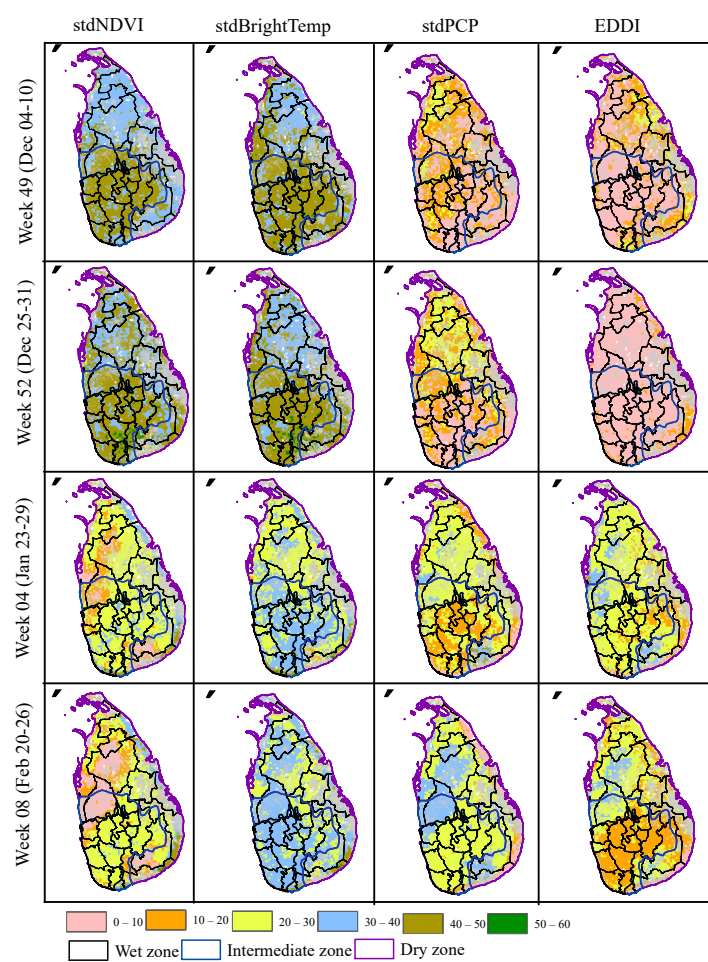 stdNDVI stdBrightTemp stdPCP EDDI
Week 49 (Dec 04-10)
Week 52 (Dec 25-31)
Week 04 (Jan 23-29)
Week 08 (Feb 20-26)
0 – 10 10 – 20 20 – 30 30 – 40 40 – 50 50 – 60
Wet zone Intermediate zone Dry zone